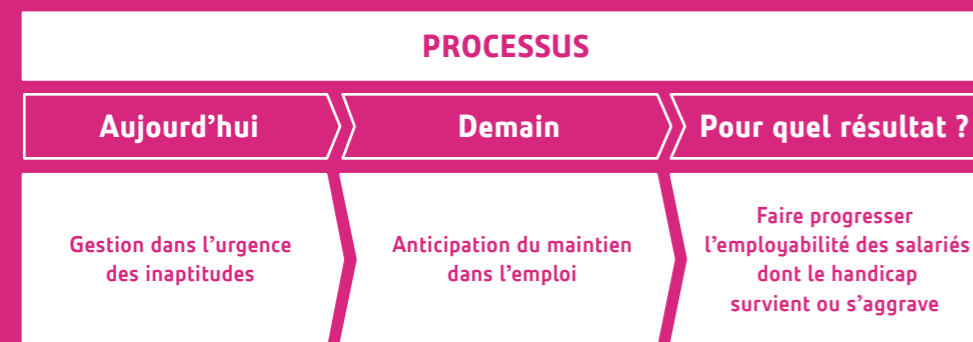 PROCESSUS
Aujourd’hui
Demain
Pour quel résultat ?
Gestion dans l’urgence
des inaptitudes
Anticipation du maintien
dans l’emploi
Faire progresser
l’employabilité des salariés
dont le handicap
survient ou s’aggrave